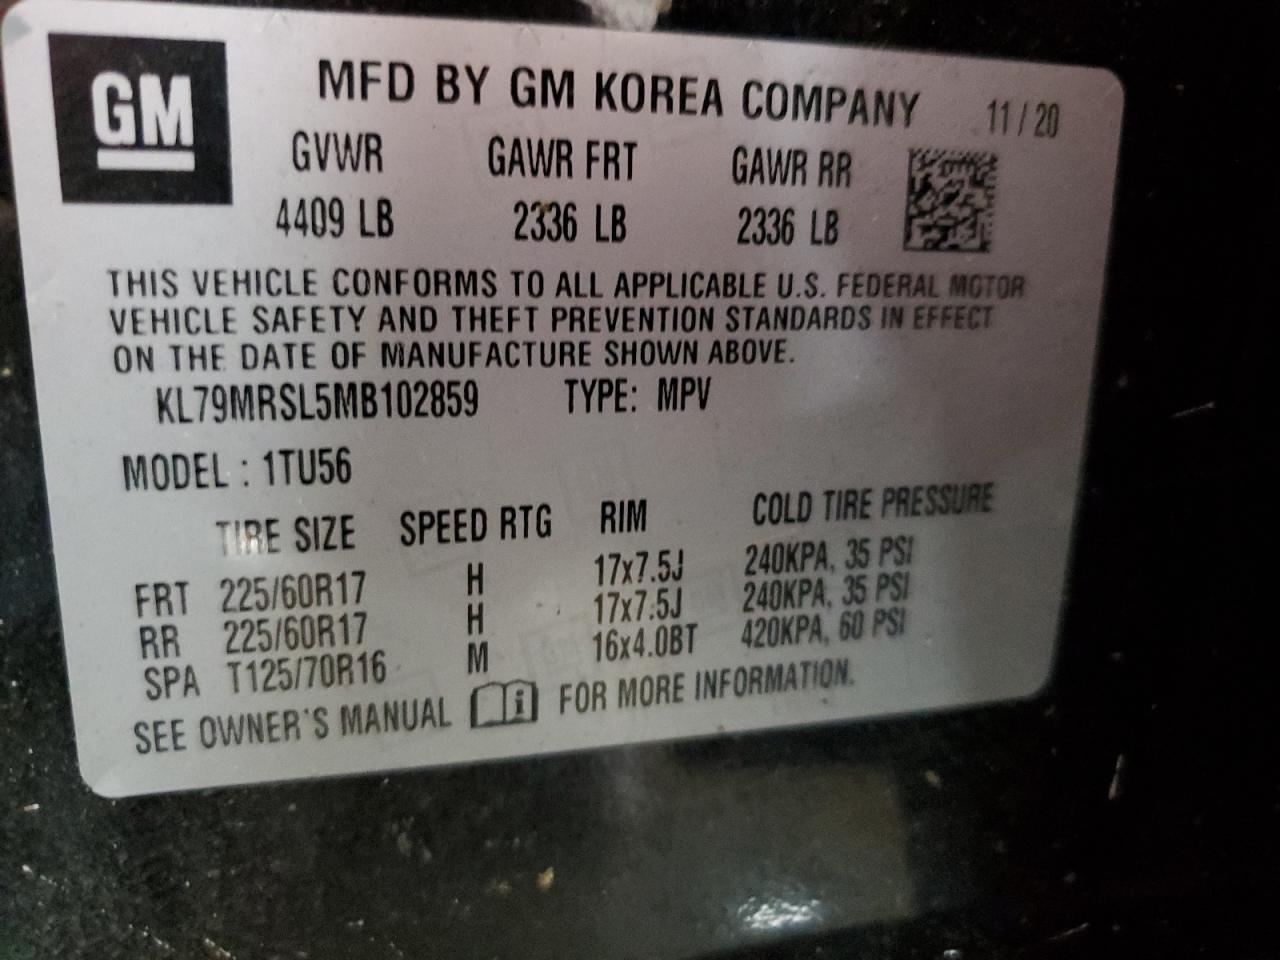 GM
MFD BY GM KOREA COMPANY 11/20
GVWR GAWR FRT GAWR RR
4409 LB 2336 LB 2336 LB
THIS VEHICLE CONFORMS TO ALL APPLICABLE U.S. FEDERAL MOTOR
VEHICLE SAFETY AND THEFT PREVENTION STANDARDS IN EFFECT
ON THE DATE OF MANUFACTURE SHOWN ABOVE.
KL79MRSL5MB102859 TYPE: MPV
MODEL : 1TU56
TIRE SIZE SPEED RTG RIM COLD TIRE PRESSURE
FRT 225/60R17 H 17x7.5J 240KPA, 35 PSI
RR 225/60R17 H 17x7.5J 240KPA, 35 PSI
SPA T125/70R16 M 16x4.0BT 420KPA, 60 PSI
SEE OWNER'S MANUAL i FOR MORE INFORMATION.